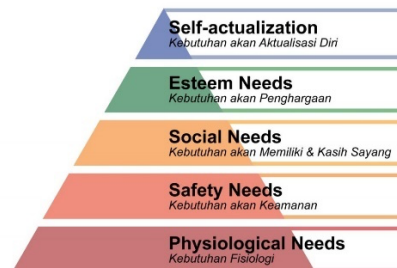 Self-actualization
Kebutuhan akan Aktualisasi Diri
Esteem Needs
Kebutuhan akan Penghargaan
Social Needs
Kebutuhan akan Memiliki & Kasih Sayang
Safety Needs
Kebutuhan akan Keamanan
Physiological Needs
Kebutuhan Fisiologi